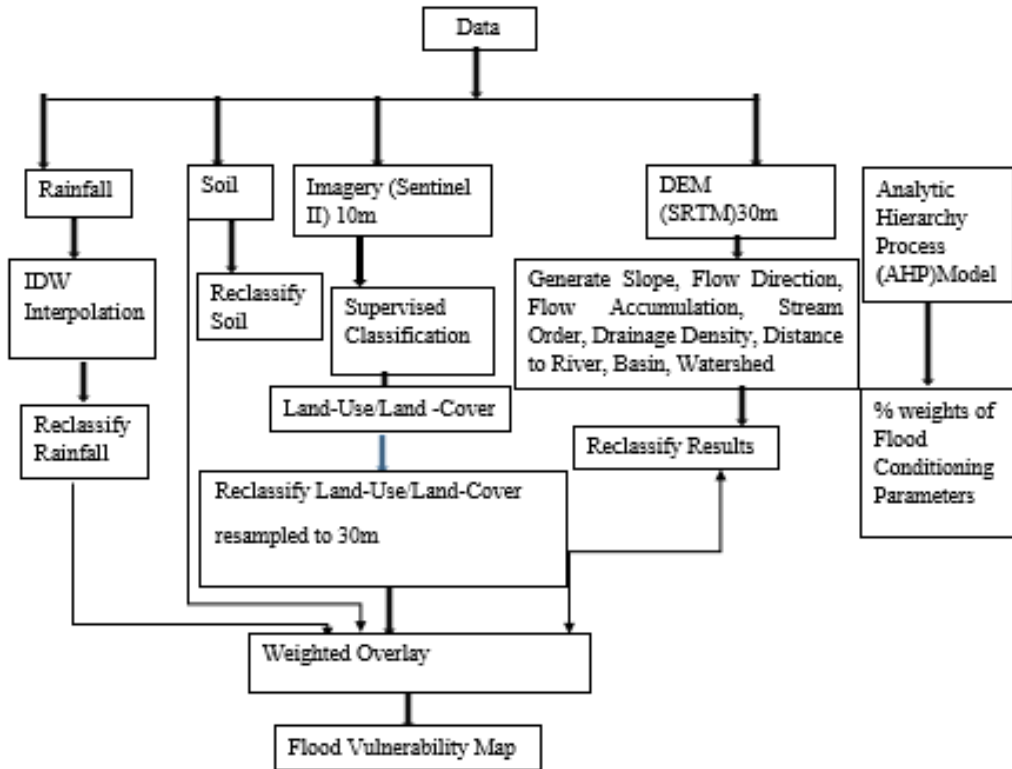 Data
Rainfall
Soil
Imagery (Sentinel
II) 10m
DEM
(SRTM)30m
Analytic
Hierarchy
Process
(AHP)Model
IDW
Interpolation
Reclassify
Soil
Supervised
Classification
Generate Slope, Flow Direction,
Flow Accumulation, Stream
Order, Drainage Density, Distance
to River, Basin, Watershed
Land-Use/Land -Cover
Reclassify
Rainfall
Reclassify Results
% weights of
Flood
Conditioning
Parameters
Reclassify Land-Use/Land-Cover
resampled to 30m
Weighted Overlay
Flood Vulnerability Map